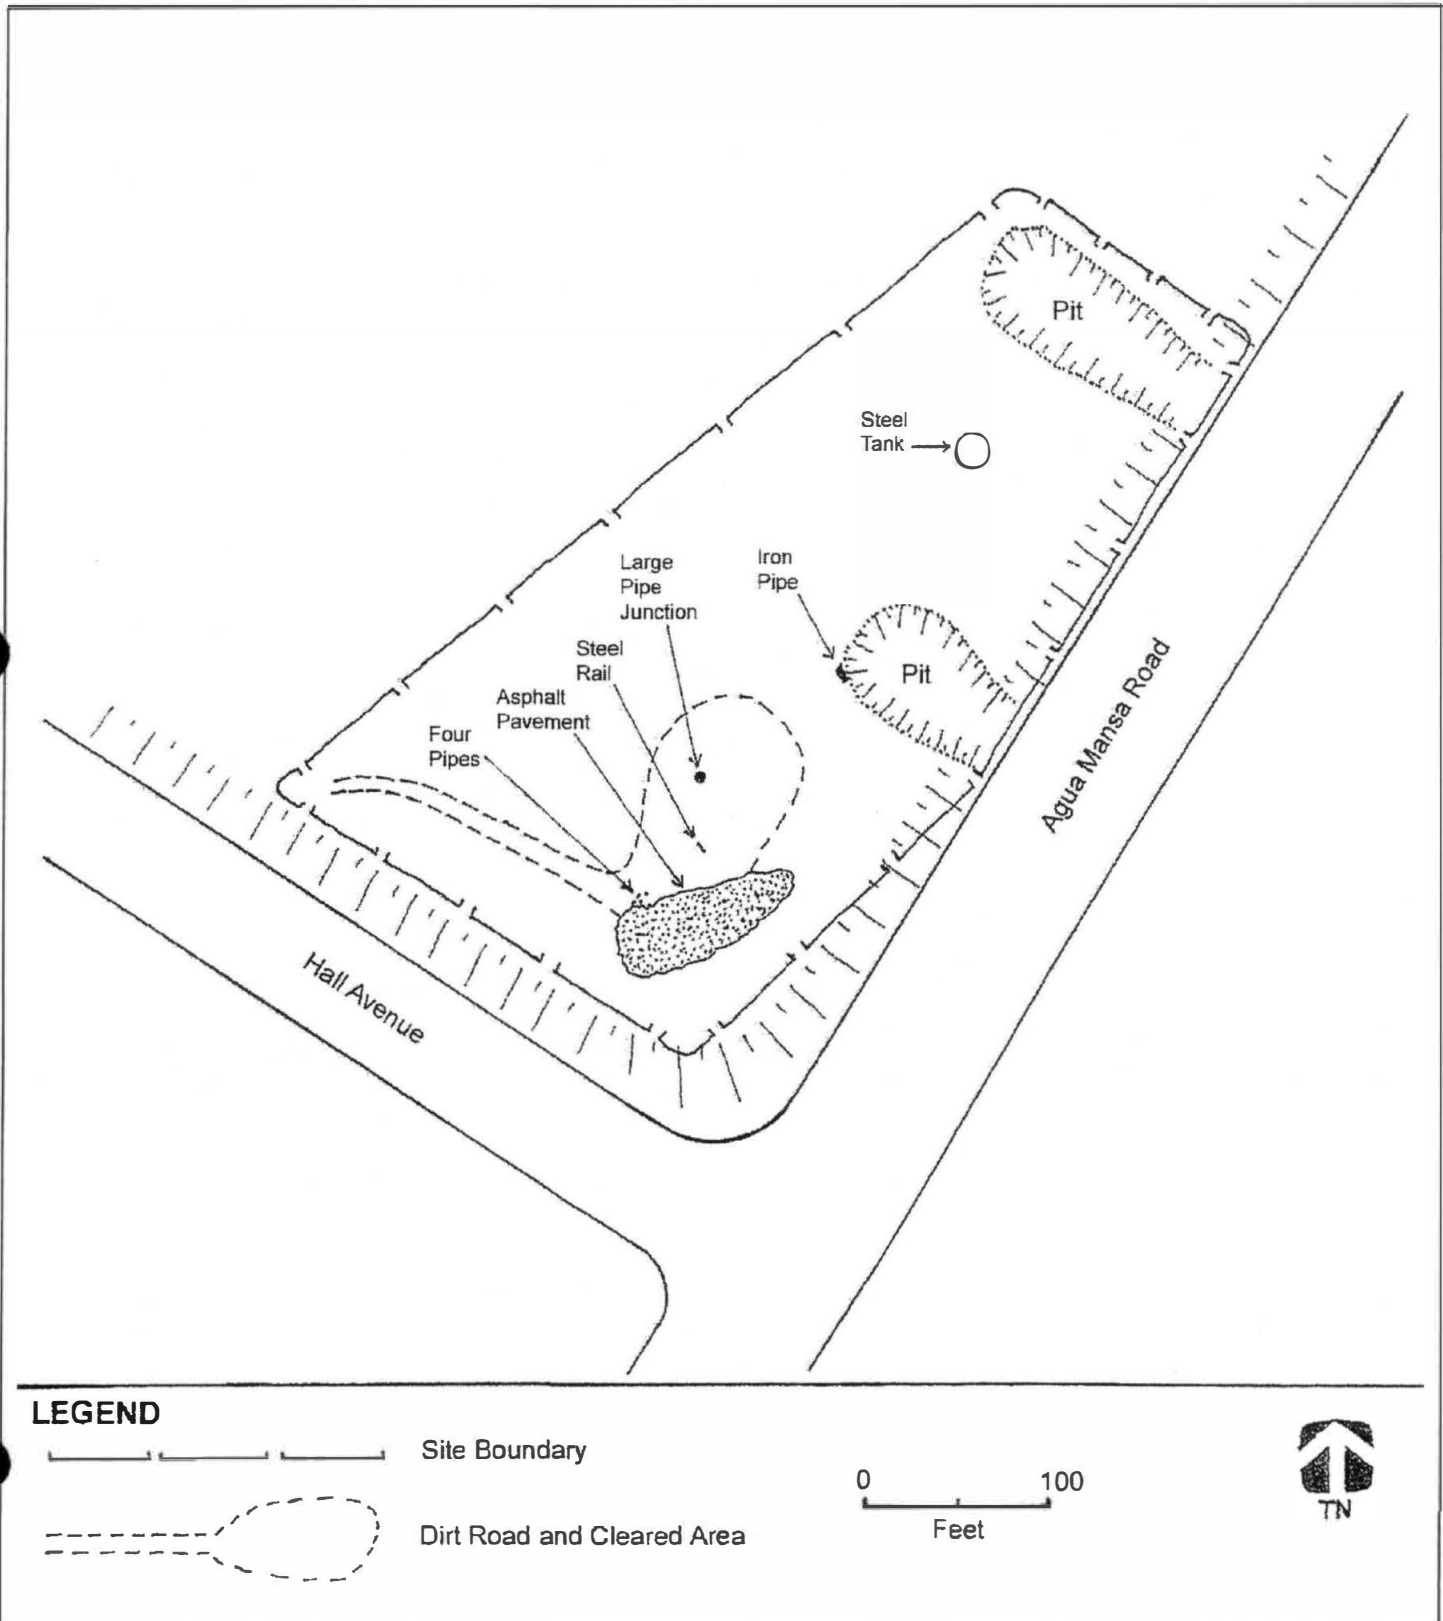 Pit
Steel
Tank
Large
Pipe
Junction
Iron
Pipe
Steel
Rail
Pit
Asphalt
Pavement
Four
Pipes
Agua Mansa Road
Hall Avenue
LEGEND
Site Boundary
Dirt Road and Cleared Area
0 100
Feet
TN